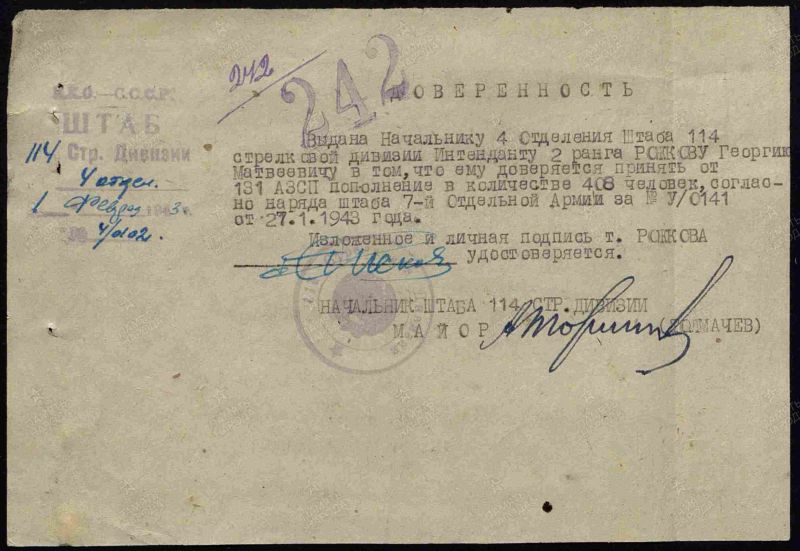 242
242
Н.К.О.—С.С.С.Р.
ШТАБ
114 Стр. Дивизии
4 отдел.
1 Февраля 1943 г.
№ 4/002
ДОВЕРЕННОСТЬ
Выдана Начальнику 4 Отделения Штаба 114
стрелковой дивизии Интенданту 2 ранга РОЖКОВУ Георгию
Матвеевичу в том, что ему доверяется принять от
131 АЗСП пополнение в количестве 408 человек, соглас-
но наряда штаба 7-й Отдельной Армии за № У/0141
от 27.1.1943 года.
Изложенное и личная подпись т. РОЖКОВА
удостоверяется.
НАЧАЛЬНИК ШТАБА 114 СТР. ДИВИЗИИ
МАЙОР (ТОЛМАЧЕВ)